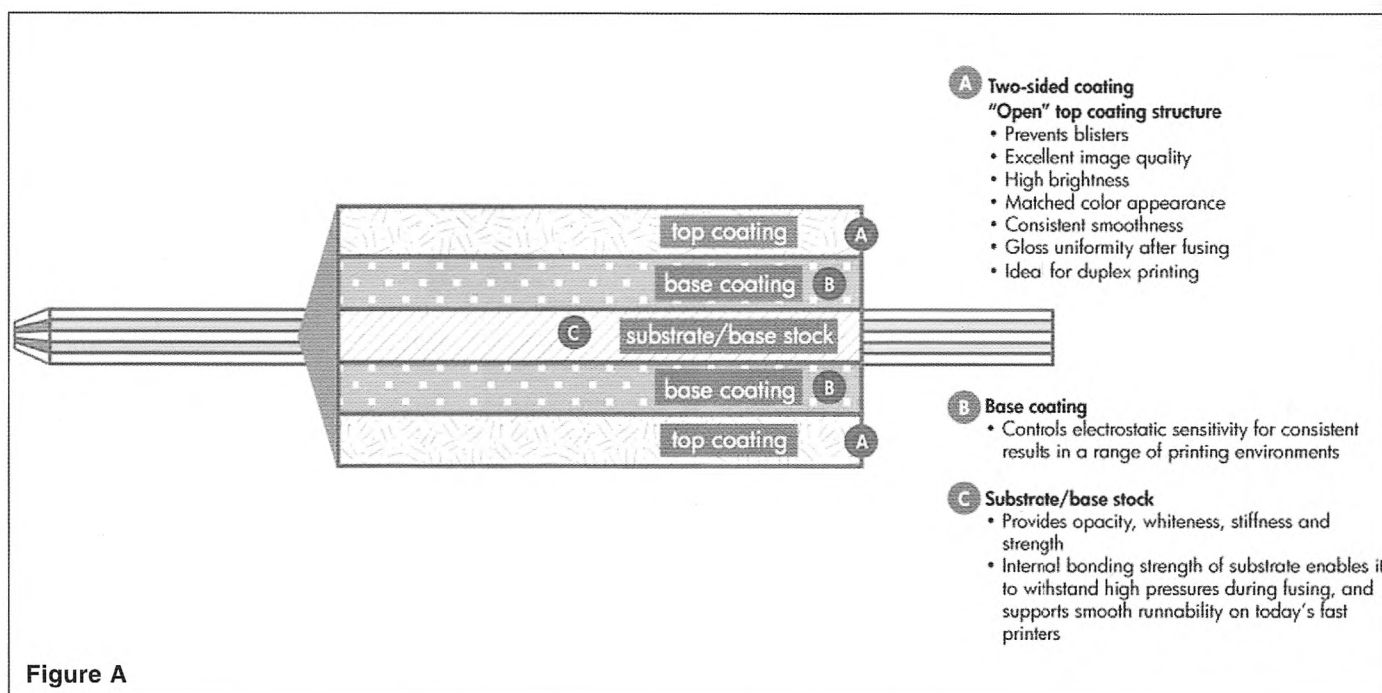 top coating A
base coating B
C substrate/base stock
base coating B
top coating A
A Two-sided coating
"Open" top coating structure
• Prevents blisters
• Excellent image quality
• High brightness
• Matched color appearance
• Consistent smoothness
• Gloss uniformity after fusing
• Ideal for duplex printing
B Base coating
• Controls electrostatic sensitivity for consistent
results in a range of printing environments
C Substrate/base stock
• Provides opacity, whiteness, stiffness and
strength
• Internal bonding strength of substrate enables it
to withstand high pressures during fusing, and
supports smooth runnability on today's fast
printers
Figure A